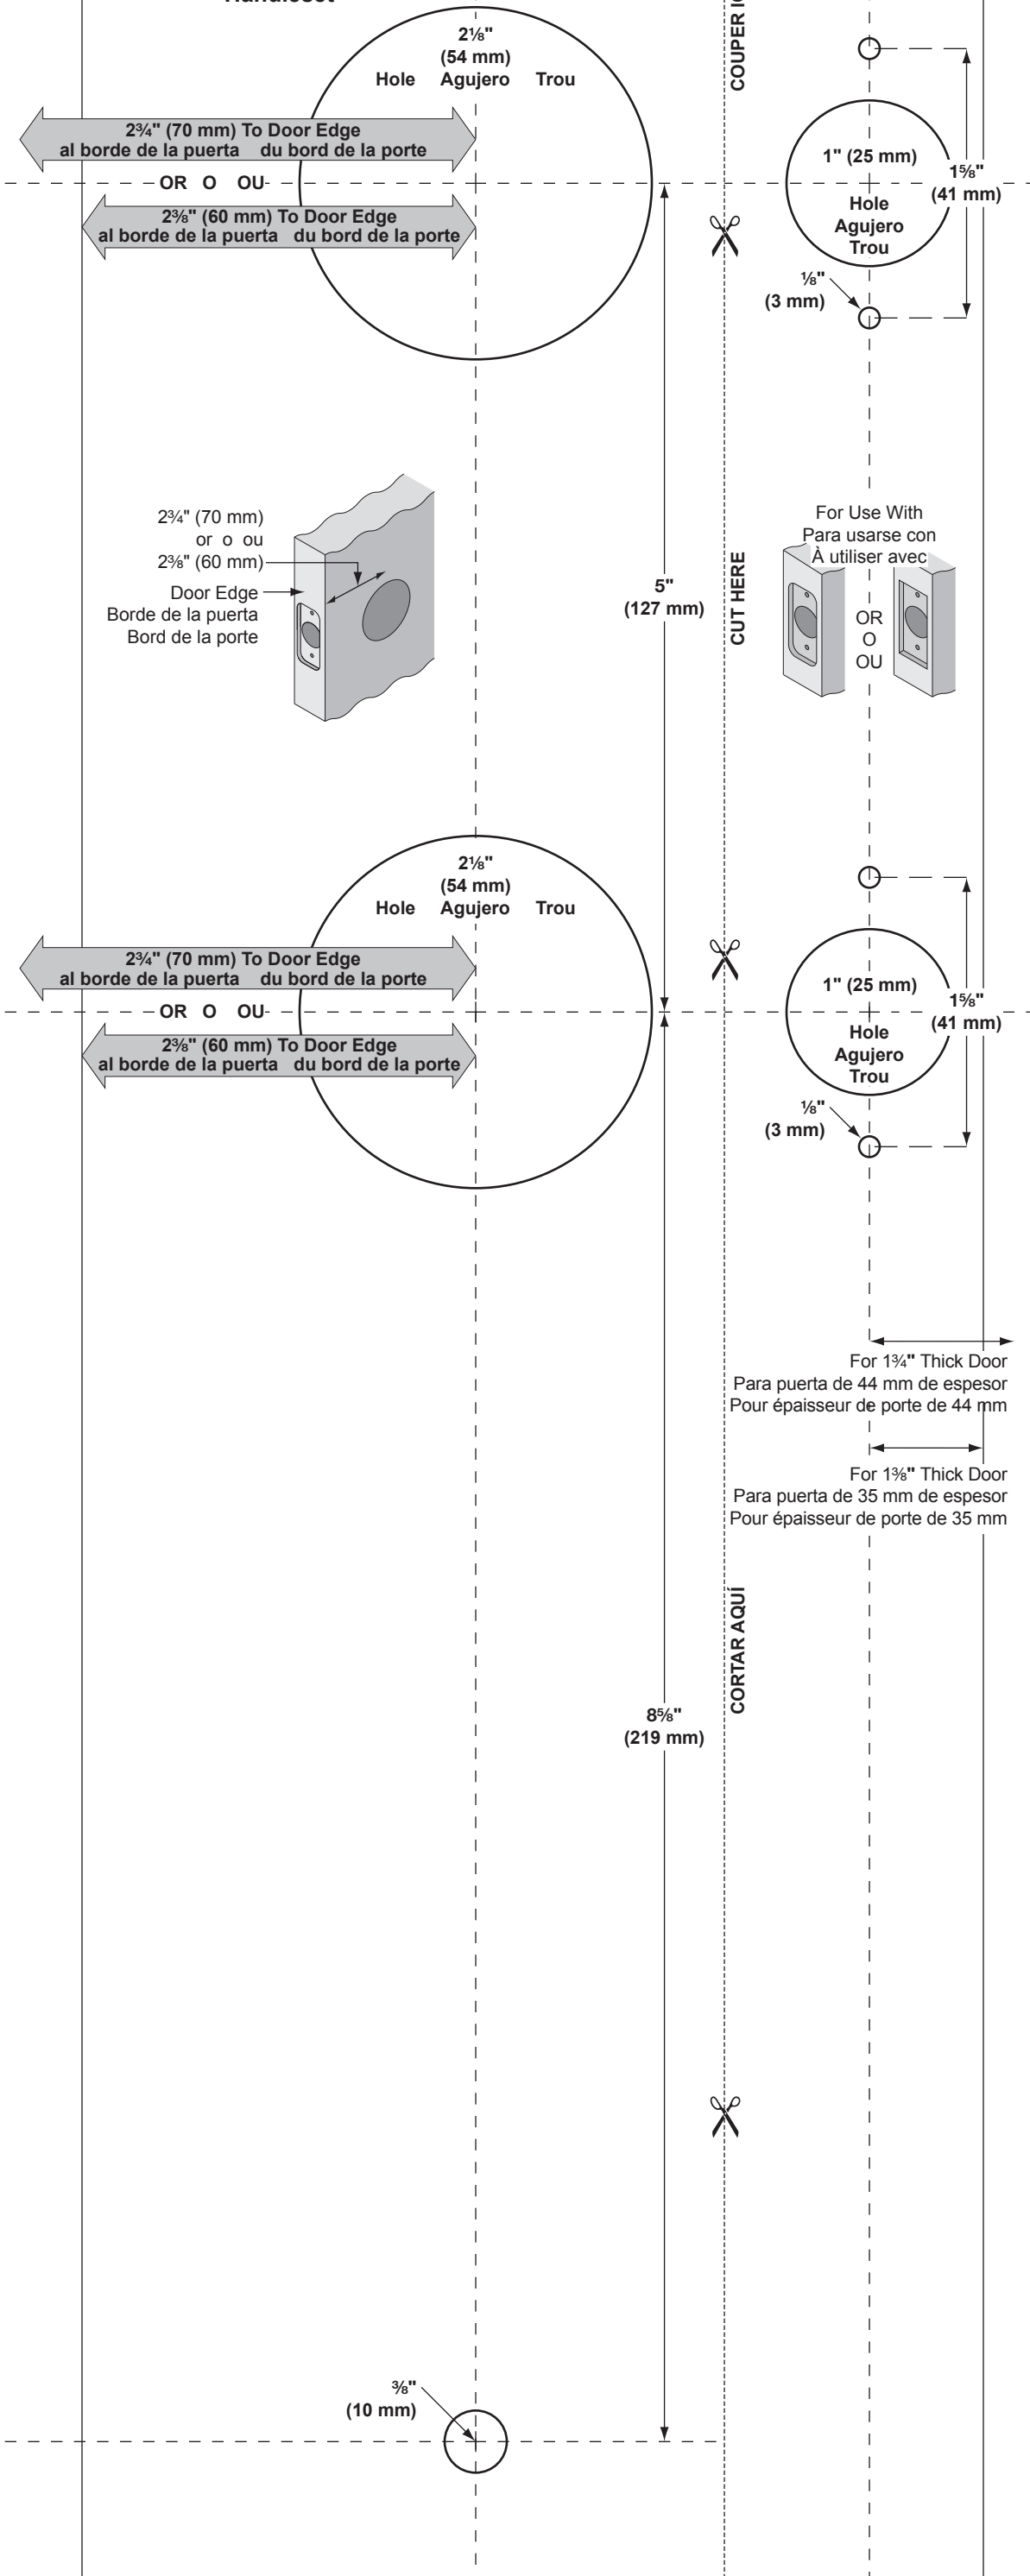 2⅛"
(54 mm)
Hole Agujero Trou
2¾" (70 mm) To Door Edge
al borde de la puerta du bord de la porte
OR O OU
2⅜" (60 mm) To Door Edge
al borde de la puerta du bord de la porte
COUPER
1" (25 mm)
Hole
Agujero
Trou
1⅝"
(41 mm)
⅛"
(3 mm)
2¾" (70 mm)
or o ou
2⅜" (60 mm)
Door Edge
Borde de la puerta
Bord de la porte
5"
(127 mm)
CUT HERE
For Use With
Para usarse con
À utiliser avec
OR
O
OU
2⅛"
(54 mm)
Hole Agujero Trou
2¾" (70 mm) To Door Edge
al borde de la puerta du bord de la porte
OR O OU
2⅜" (60 mm) To Door Edge
al borde de la puerta du bord de la porte
1" (25 mm)
Hole
Agujero
Trou
1⅝"
(41 mm)
⅛"
(3 mm)
For 1¾" Thick Door
Para puerta de 44 mm de espesor
Pour épaisseur de porte de 44 mm
For 1⅜" Thick Door
Para puerta de 35 mm de espesor
Pour épaisseur de porte de 35 mm
CORTAR AQUÍ
8⅝"
(219 mm)
⅜"
(10 mm)